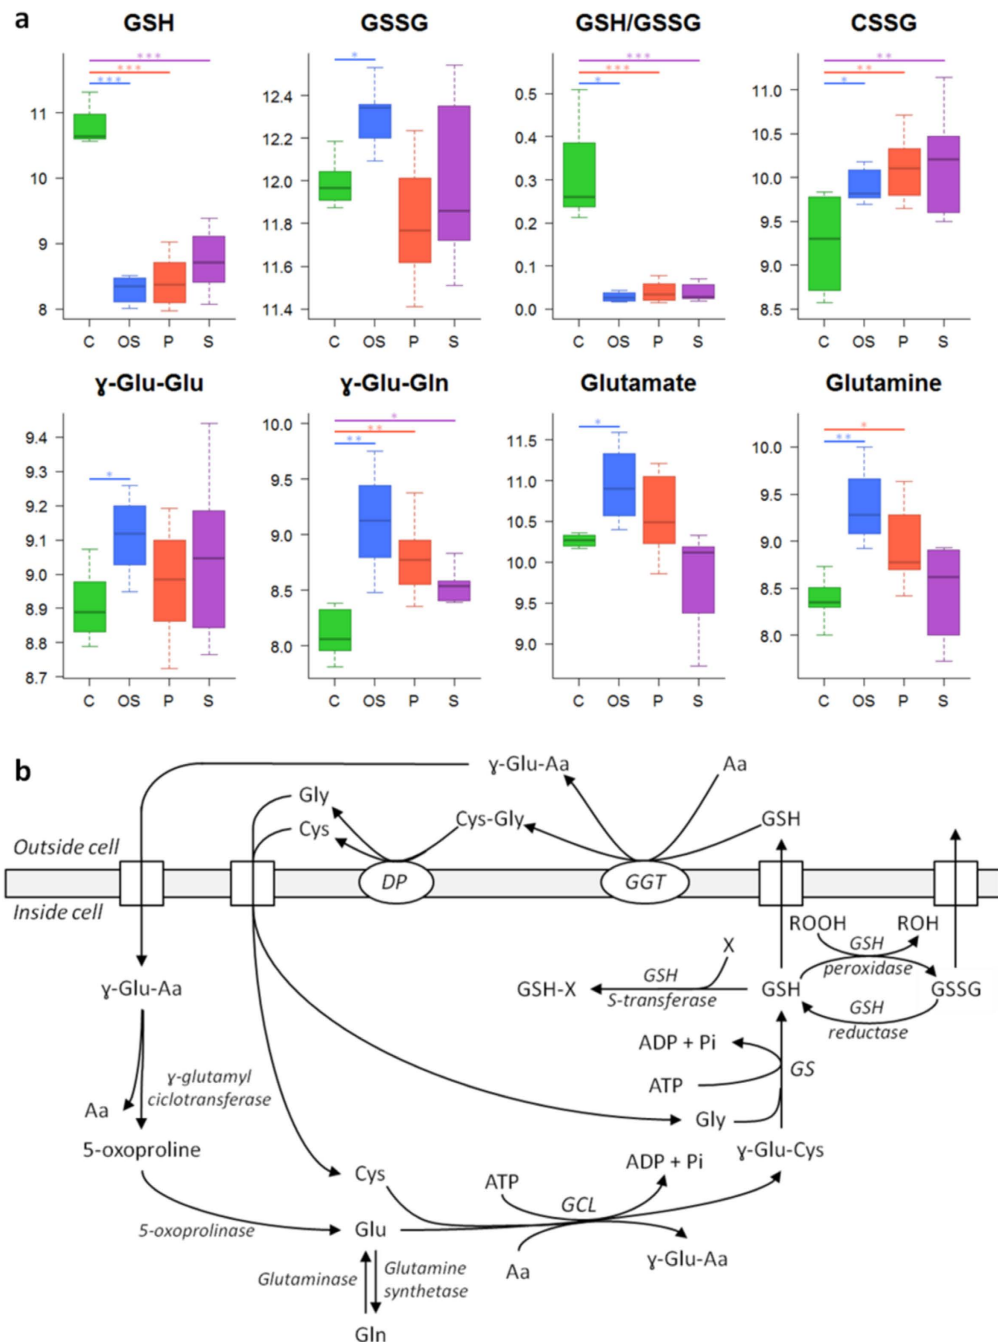 a
GSH
GSSG
GSH/GSSG
CSSG
***
***
***
11
10
9
8
C OS P S
*
12.4
12.2
12.0
11.8
11.6
11.4
C OS P S
***
***
*
0.5
0.4
0.3
0.2
0.1
0.0
C OS P S
**
**
*
11.0
10.5
10.0
9.5
9.0
8.5
C OS P S
ɣ-Glu-Glu
ɣ-Glu-Gln
Glutamate
Glutamine
*
9.4
9.3
9.2
9.1
9.0
8.9
8.8
8.7
C OS P S
*
**
**
10.0
9.5
9.0
8.5
8.0
C OS P S
*
11.5
11.0
10.5
10.0
9.5
9.0
C OS P S
*
**
10.0
9.5
9.0
8.5
8.0
C OS P S
b
ɣ-Glu-Aa
Aa
Gly
Cys
Cys-Gly
GSH
Outside cell
DP
GGT
Inside cell
ROOH
ROH
GSH
peroxidase
X
GSH
S-transferase
ɣ-Glu-Aa
GSH-X
GSH
GSSG
GSH
reductase
ADP + Pi
GS
ATP
ɣ-glutamyl
ciclotransferase
Aa
Gly
5-oxoproline
ɣ-Glu-Cys
ADP + Pi
Cys
ATP
GCL
5-oxoprolinase
Glu
ɣ-Glu-Aa
Aa
Glutaminase
Glutamine
synthetase
Gln